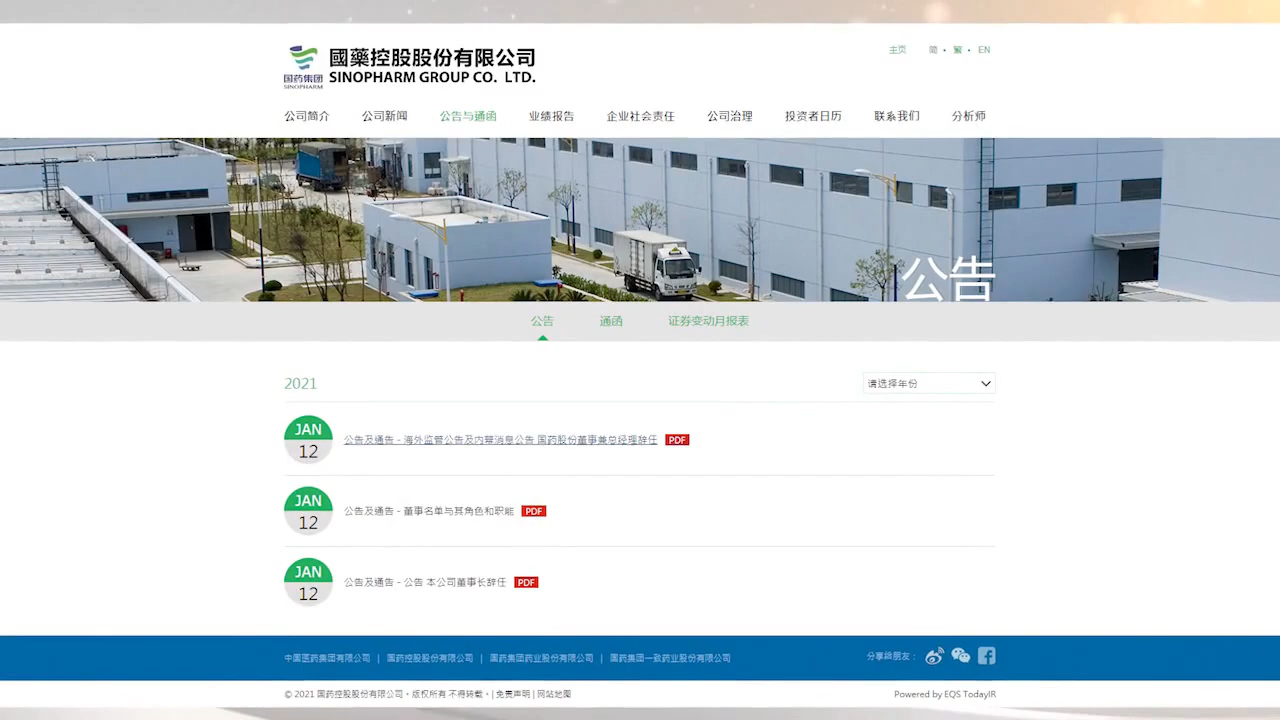 國藥控股股份有限公司
国药集团 SINOPHARM GROUP CO. LTD.
SINOPHARM
主页 简 • 繁 • EN
公司简介 公司新闻 公告与通函 业绩报告 企业社会责任 公司治理 投资者日历 联系我们 分析师
公告
公告 通函 证券变动月报表
2021 请选择年份
JAN
12
公告及通告 - 海外监管公告及内幕消息公告 国药股份董事兼总经理辞任 PDF
JAN
12
公告及通告 - 董事名单与其角色和职能 PDF
JAN
12
公告及通告 - 公告 本公司董事长辞任 PDF
中国医药集团有限公司 | 国药控股股份有限公司 | 国药集团药业股份有限公司 | 国药集团一致药业股份有限公司 分享给朋友：
© 2021 国药控股股份有限公司。版权所有 不得转载。| 免责声明 | 网站地图 Powered by EQS TodayIR